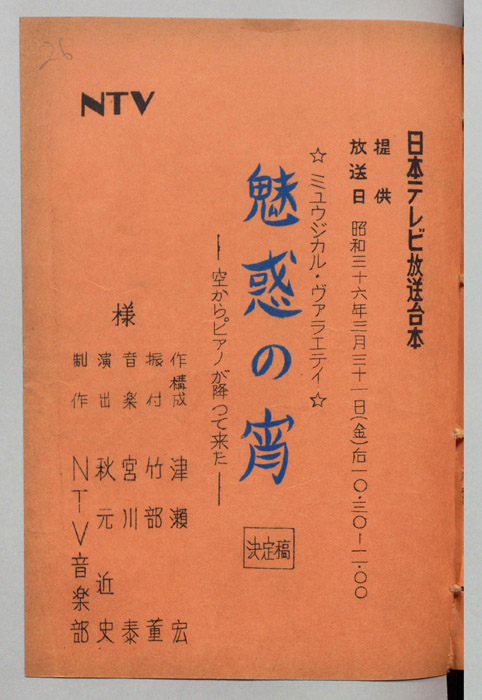 26
NTV
日本テレビ放送台本
提供
放送日 昭和三十六年三月三十一日(金)后一〇・三〇~一一・〇〇
☆ ミュウジカル・ヴァラエティ ☆
魅惑の宵
―空からピアノが降つて来た―
決定稿
作構成 津瀬 宏
振付 竹部 董
音楽 宮川 泰
演出 秋元 近史
制作 NTV音楽部
様